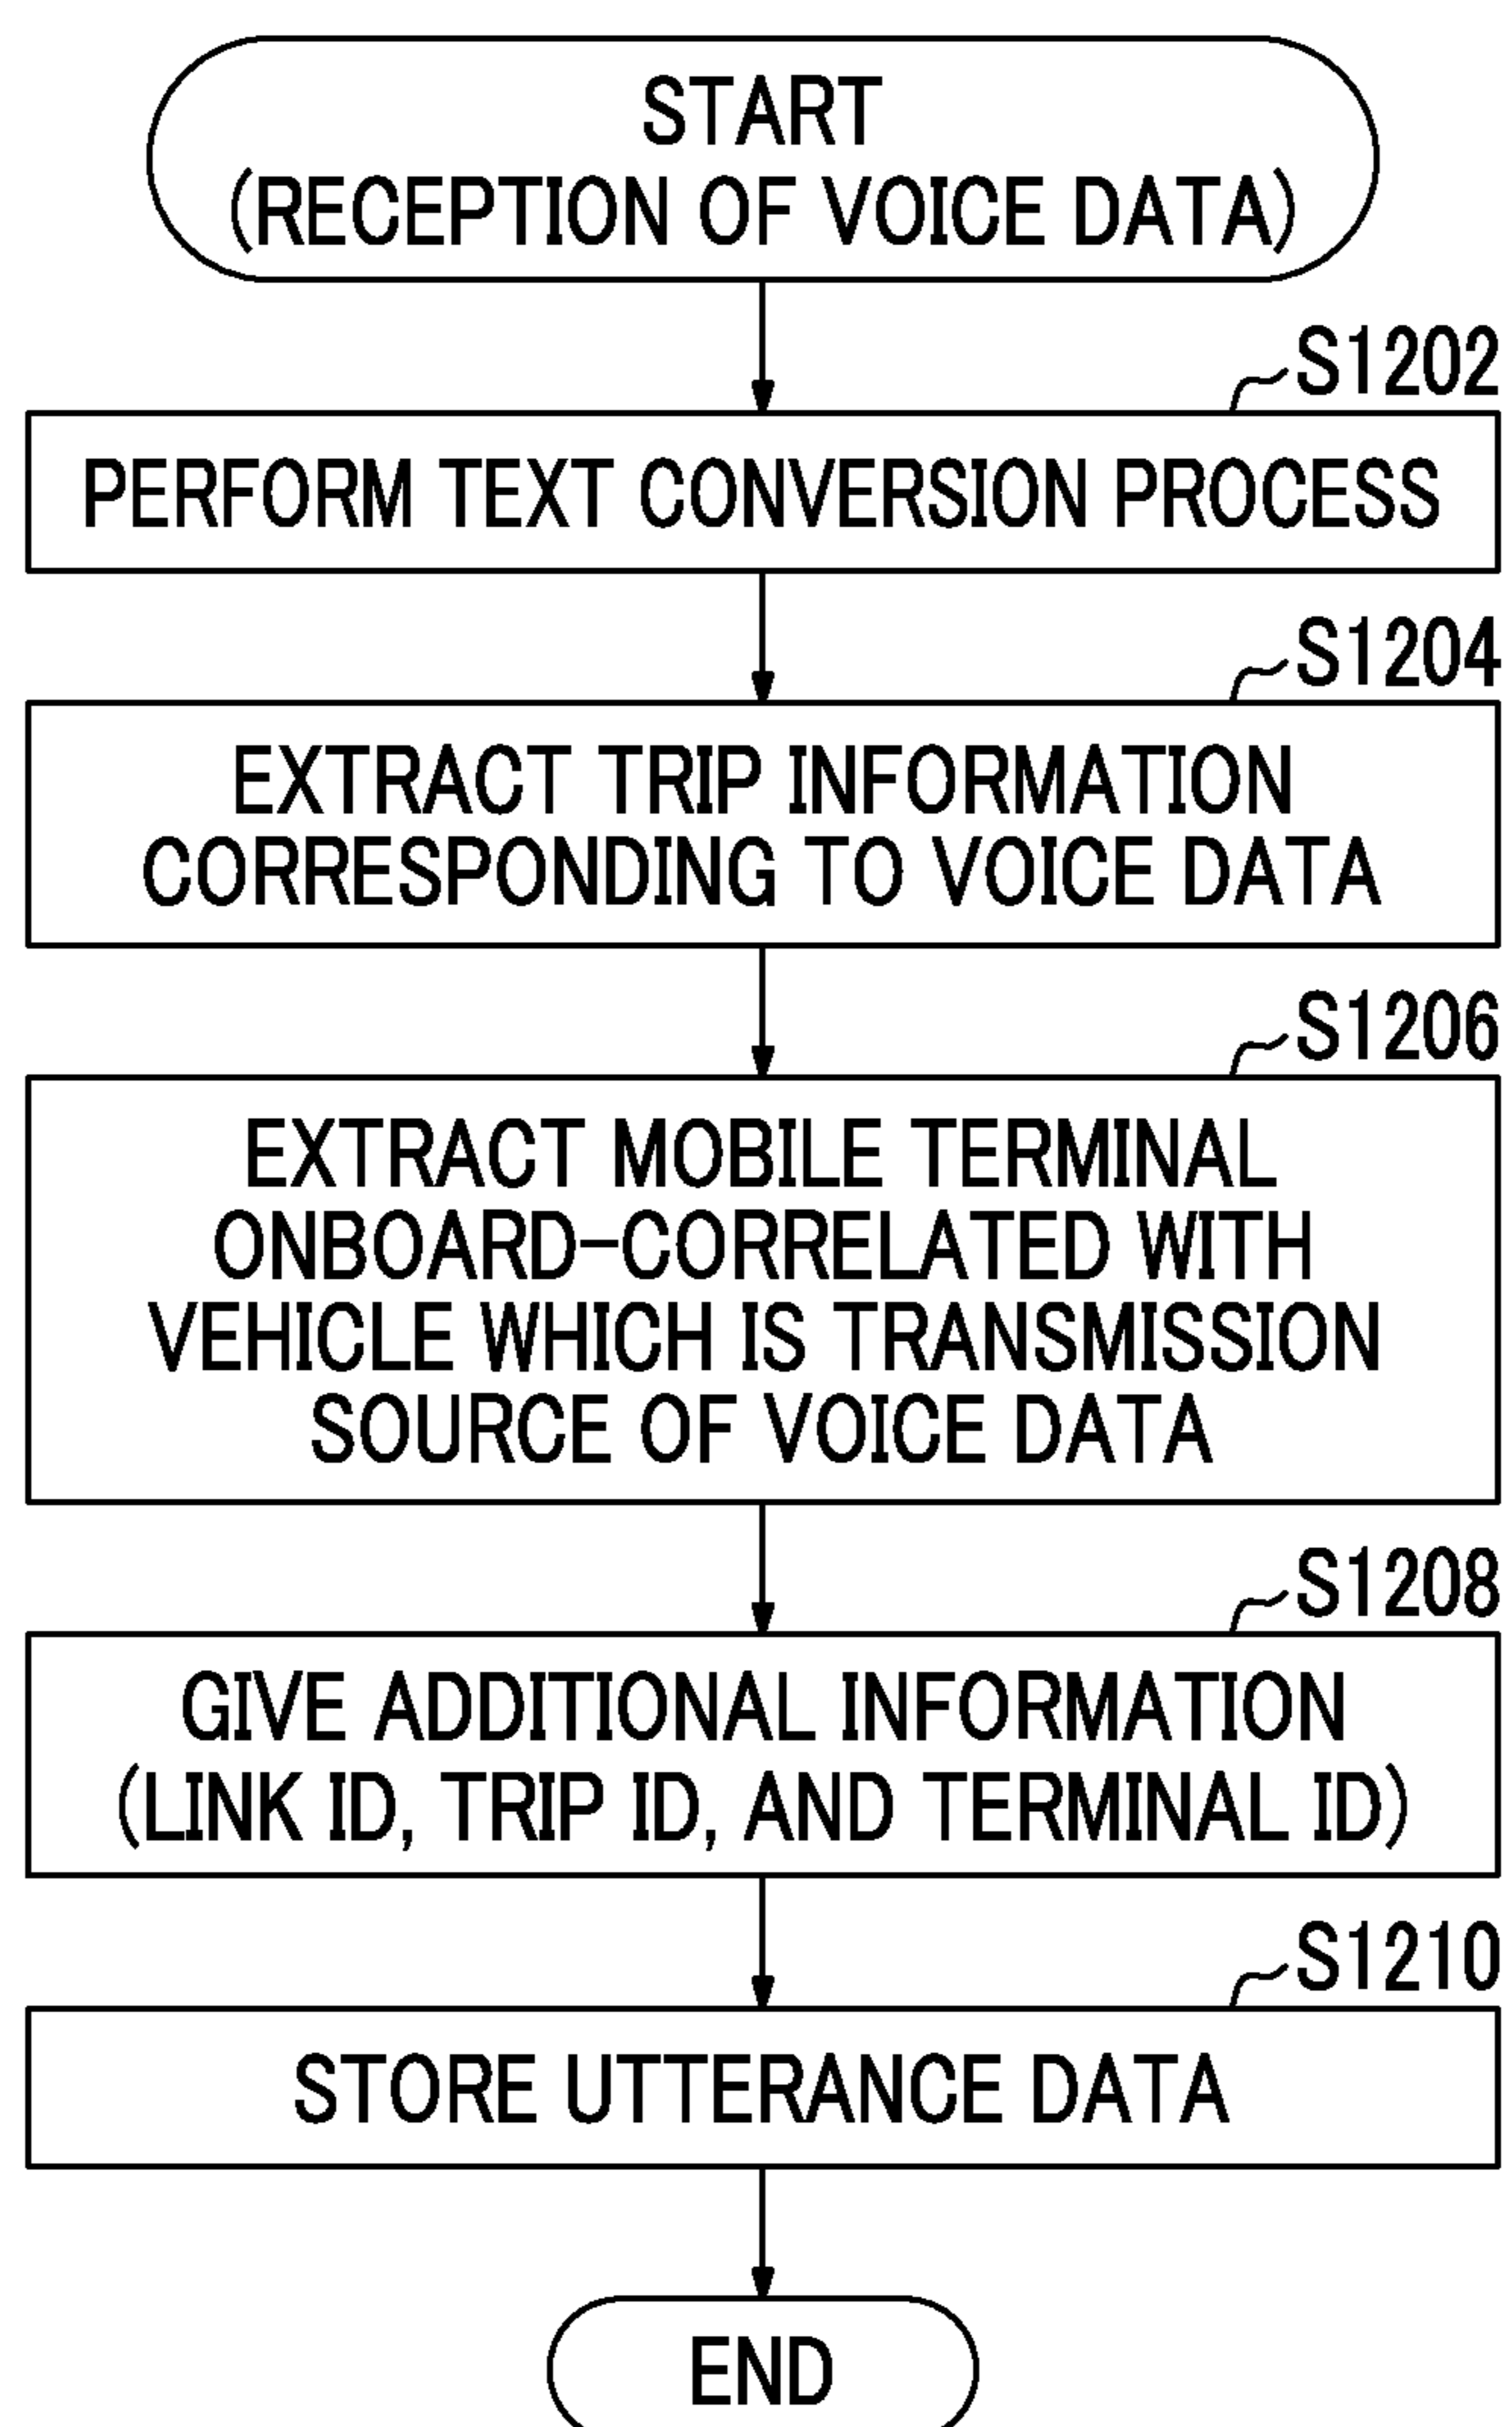 START
(RECEPTION OF VOICE DATA)
S1202
PERFORM TEXT CONVERSION PROCESS
S1204
EXTRACT TRIP INFORMATION
CORRESPONDING TO VOICE DATA
S1206
EXTRACT MOBILE TERMINAL
ONBOARD-CORRELATED WITH
VEHICLE WHICH IS TRANSMISSION
SOURCE OF VOICE DATA
S1208
GIVE ADDITIONAL INFORMATION
(LINK ID, TRIP ID, AND TERMINAL ID)
S1210
STORE UTTERANCE DATA
END